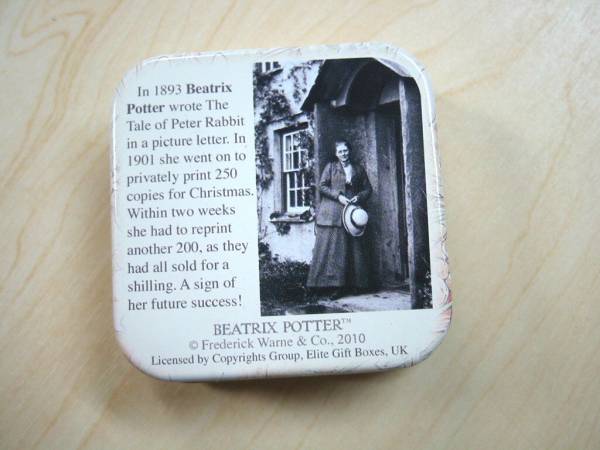 In 1893 Beatrix
Potter wrote The
Tale of Peter Rabbit
in a picture letter. In
1901 she went on to
privately print 250
copies for Christmas.
Within two weeks
she had to reprint
another 200, as they
had all sold for a
shilling. A sign of
her future success!
BEATRIX POTTER™
© Frederick Warne & Co., 2010
Licensed by Copyrights Group, Elite Gift Boxes, UK